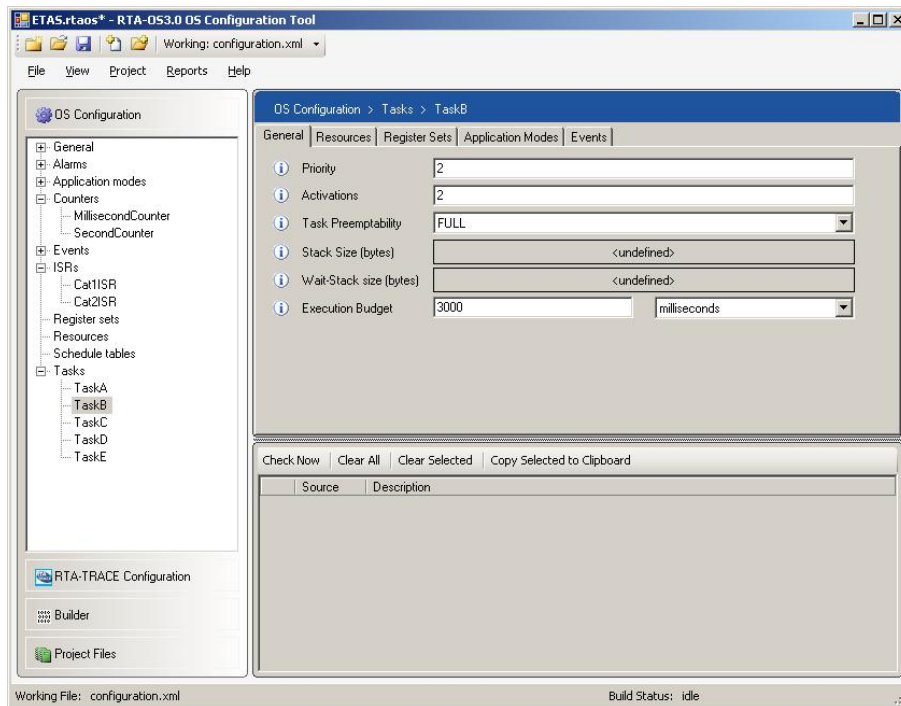 ETAS.rtaos* - RTA-OS3.0 OS Configuration Tool
Working: configuration.xml
File View Project Reports Help
OS Configuration
General
Alarms
Application modes
Counters
MillisecondCounter
SecondCounter
Events
ISRs
Cat1ISR
Cat2ISR
Register sets
Resources
Schedule tables
Tasks
TaskA
TaskB
TaskC
TaskD
TaskE
RTA-TRACE Configuration
Builder
Project Files
OS Configuration > Tasks > TaskB
General Resources Register Sets Application Modes Events
Priority 2
Activations 2
Task Preemptability FULL
Stack Size (bytes) <undefined>
Wait-Stack size (bytes) <undefined>
Execution Budget 3000 milliseconds
Check Now Clear All Clear Selected Copy Selected to Clipboard
Source Description
Working File: configuration.xml Build Status: idle